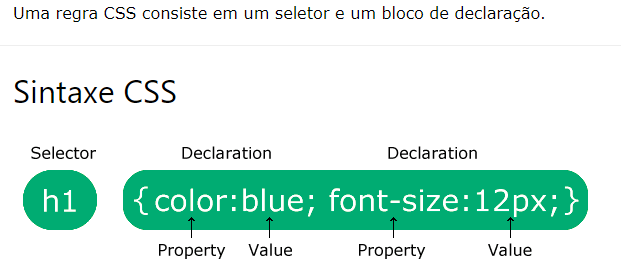 Uma regra CSS consiste em um seletor e um bloco de declaração.
Sintaxe CSS
Selector Declaration Declaration
h1 {color:blue; font-size:12px;}
Property Value Property Value